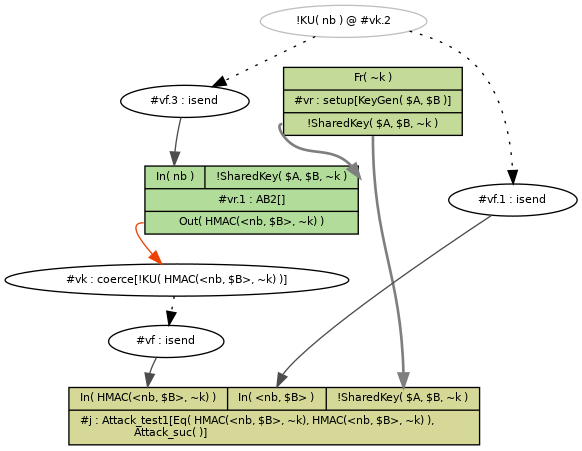 !KU( nb ) @ #vk.2
#vf.3 : isend
Fr( ~k )
#vr : setup[KeyGen( $A, $B )]
!SharedKey( $A, $B, ~k )
In( nb ) !SharedKey( $A, $B, ~k )
#vr.1 : AB2[]
Out( HMAC(<nb, $B>, ~k) )
#vf.1 : isend
#vk : coerce[!KU( HMAC(<nb, $B>, ~k) )]
#vf : isend
In( HMAC(<nb, $B>, ~k) ) In( <nb, $B> ) !SharedKey( $A, $B, ~k )
#j : Attack_test1[Eq( HMAC(<nb, $B>, ~k), HMAC(<nb, $B>, ~k) ),
Attack_suc( )]